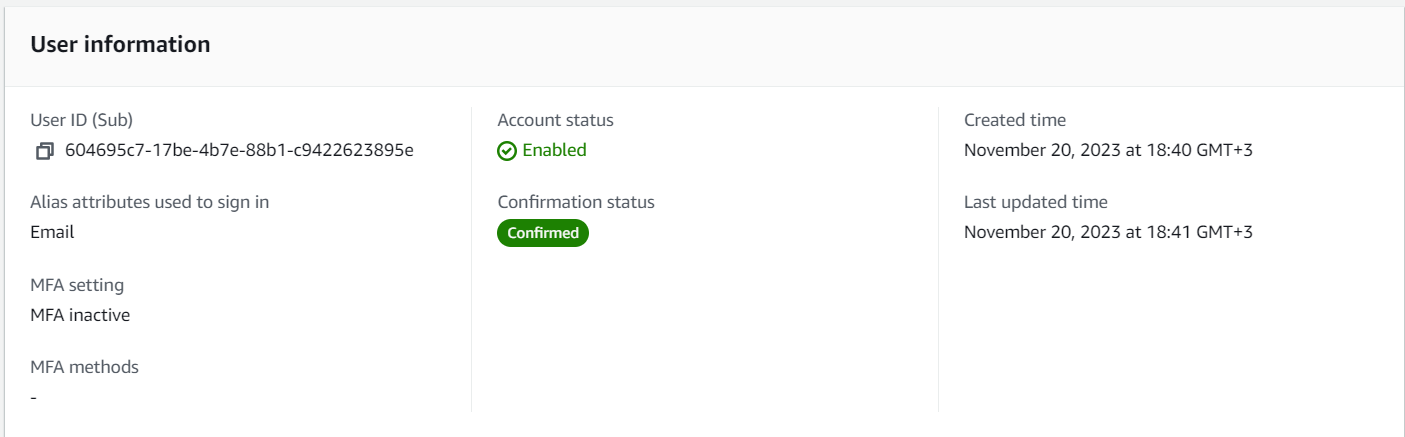 User information
User ID (Sub)
604695c7-17be-4b7e-88b1-c9422623895e
Alias attributes used to sign in
Email
MFA setting
MFA inactive
MFA methods
-
Account status
Enabled
Confirmation status
Confirmed
Created time
November 20, 2023 at 18:40 GMT+3
Last updated time
November 20, 2023 at 18:41 GMT+3